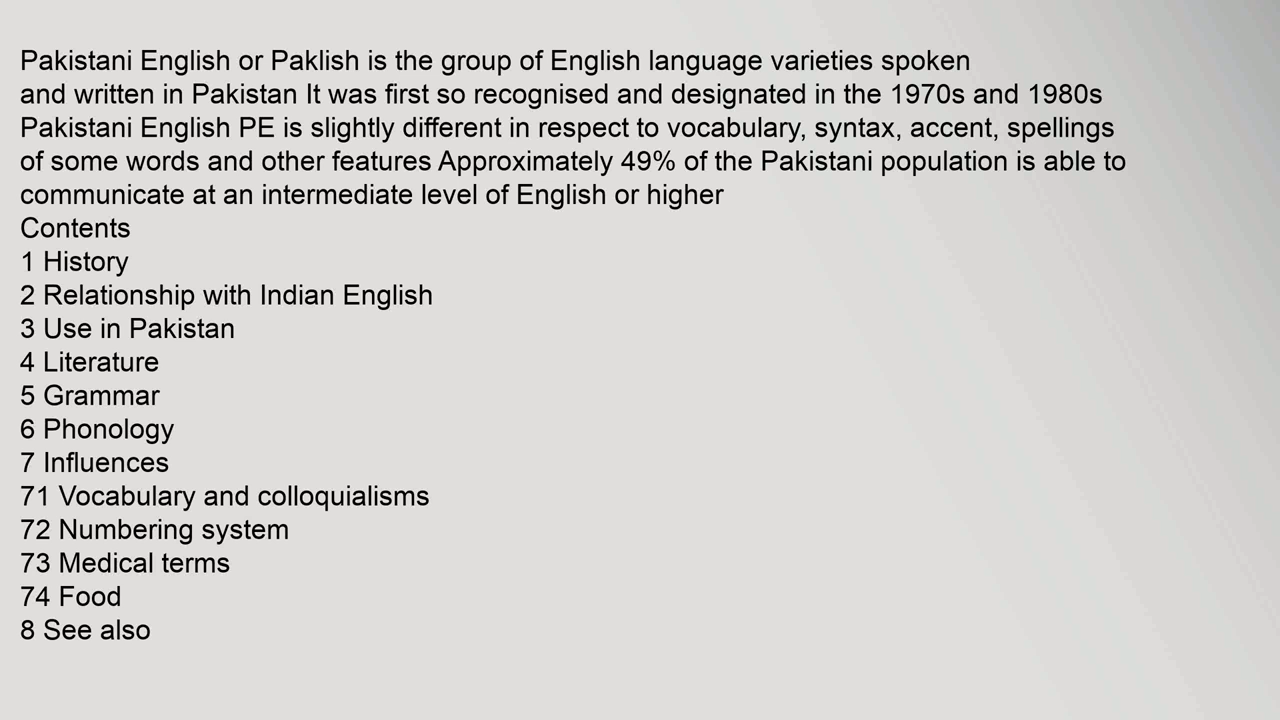 Pakistani English or Paklish is the group of English language varieties spoken
and written in Pakistan It was first so recognised and designated in the 1970s and 1980s
Pakistani English PE is slightly different in respect to vocabulary, syntax, accent, spellings
of some words and other features Approximately 49% of the Pakistani population is able to
communicate at an intermediate level of English or higher
Contents
1 History
2 Relationship with Indian English
3 Use in Pakistan
4 Literature
5 Grammar
6 Phonology
7 Influences
71 Vocabulary and colloquialisms
72 Numbering system
73 Medical terms
74 Food
8 See also